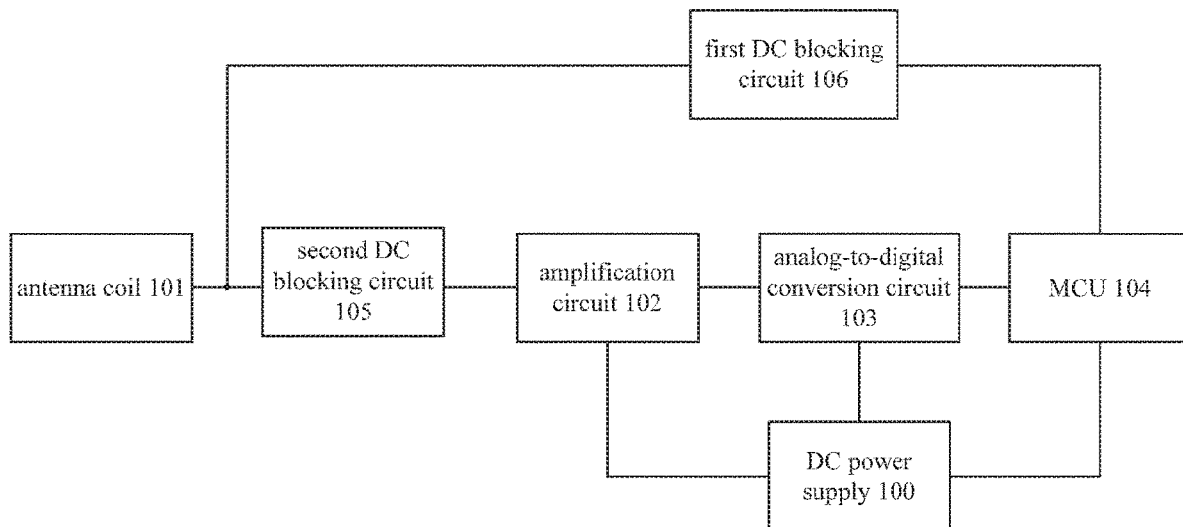 first DC blocking
circuit 106
antenna coil 101
second DC
blocking circuit
105
amplification
circuit 102
analog-to-digital
conversion circuit
103
MCU 104
DC power
supply 100